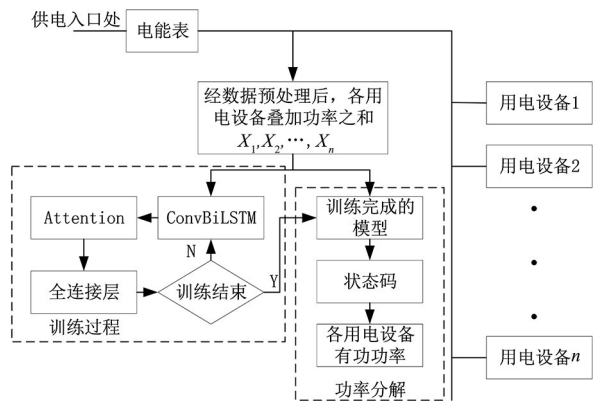 供电入口处
电能表
经数据预处理后，各用
电设备叠加功率之和
X1,X2,…,Xn
用电设备1
用电设备2
用电设备n
Attention
ConvBiLSTM
N
全连接层
训练结束
Y
训练过程
训练完成的
模型
状态码
各用电设备
有功功率
功率分解